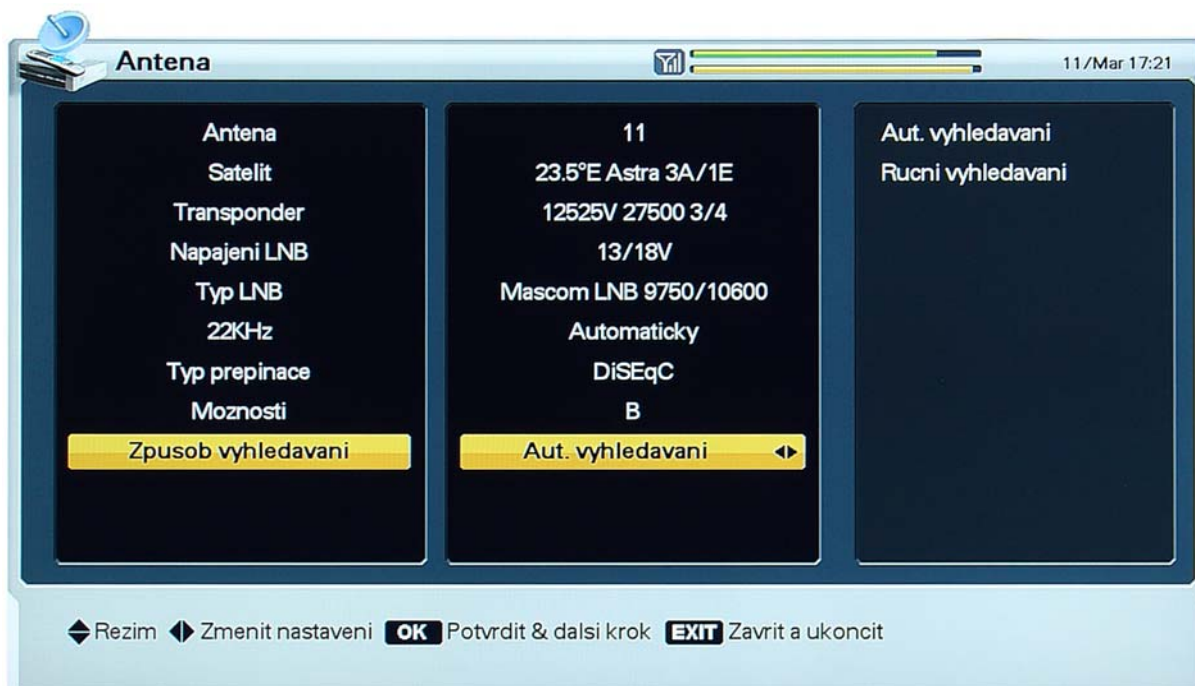 Antena
11/Mar 17:21
Antena 11
Satelit 23.5°E Astra 3A/1E
Transponder 12525V 27500 3/4
Napajeni LNB 13/18V
Typ LNB Mascom LNB 9750/10600
22KHz Automaticky
Typ prepinace DiSEqC
Moznosti B
Zpusob vyhledavani Aut. vyhledavani
Aut. vyhledavani
Rucni vyhledavani
Rezim Zmenit nastaveni OK Potvrdit & dalsi krok EXIT Zavrit a ukoncit